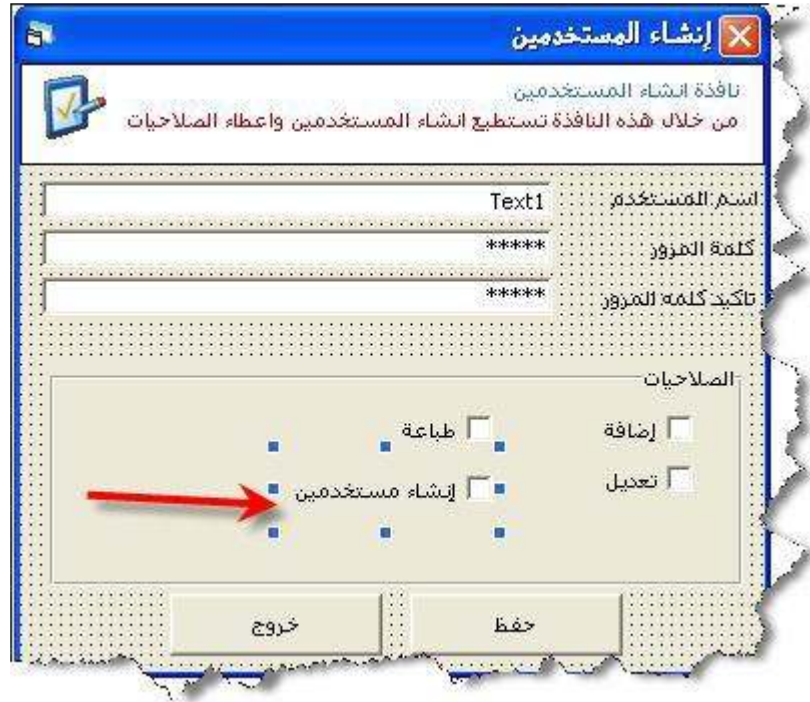 إنشاء المستخدمين
نافذة انشاء المستخدمين
من خلال هذه النافذة تستطيع انشاء المستخدمين واعطاء الصلاحيات
اسم المستخدم
Text1
كلمة المرور
*****
تاكيد كلمه المرور
*****
الصلاحيات
إضافة
طباعة
تعديل
إنشاء مستخدمين
حفظ
خروج